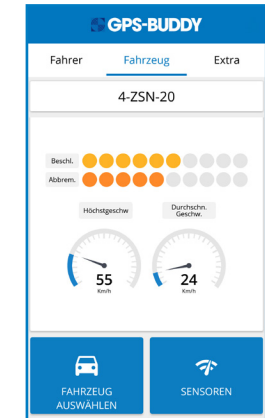 GPS-BUDDY
Fahrer Fahrzeug Extra
4-ZSN-20
Beschl.
Abbrem.
Höchstgeschw
Durchschn.
Geschw.
55
Km/h
24
Km/h
FAHRZEUG
AUSWÄHLEN
SENSOREN